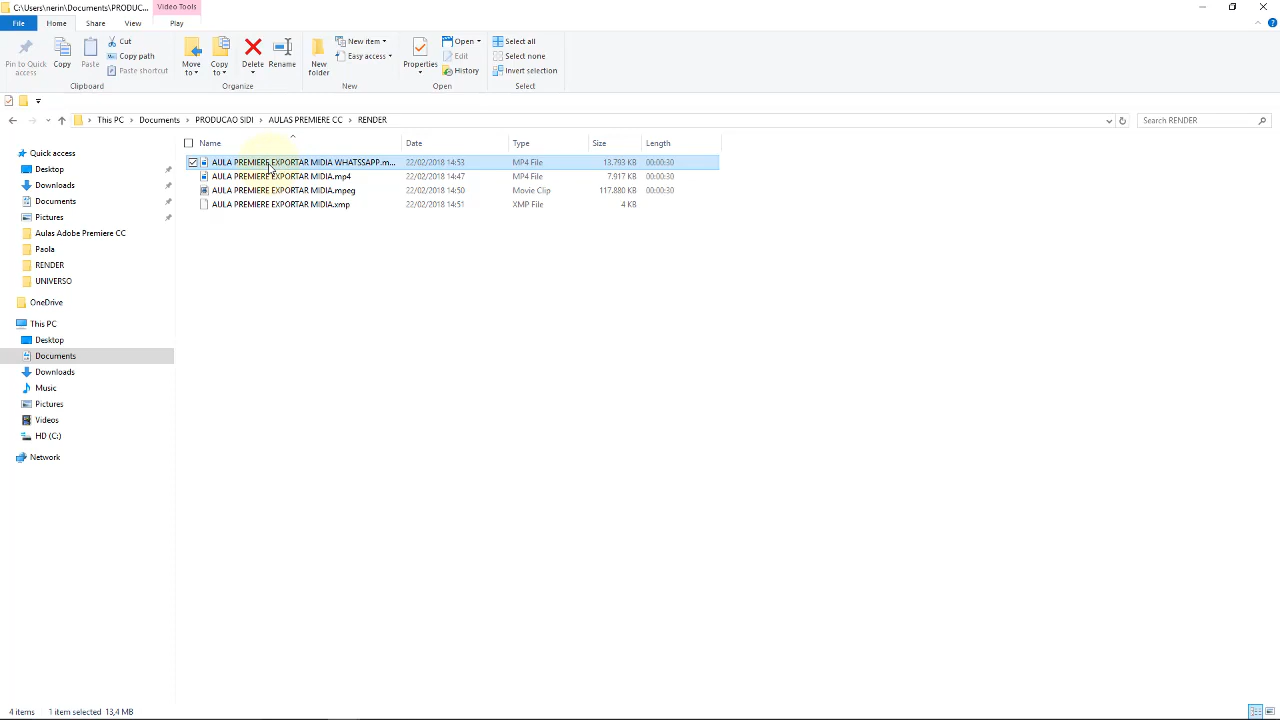 C:\Users\nerin\Documents\PRODUC...
Video Tools
File
Home
Share
View
Play
Pin to Quick access
Copy
Paste
Cut
Copy path
Paste shortcut
Clipboard
Move to
Copy to
Delete
Rename
Organize
New folder
New item
Easy access
New
Properties
Open
Edit
History
Open
Select all
Select none
Invert selection
Select
This PC > Documents > PRODUCAO SIDI > AULAS PREMIERE CC > RENDER
Search RENDER
Name Date Type Size Length
AULA PREMIERE EXPORTAR MIDIA WHATSSAPP.m... 22/02/2018 14:53 MP4 File 13.793 KB 00:00:30
AULA PREMIERE EXPORTAR MIDIA.mp4 22/02/2018 14:47 MP4 File 7.917 KB 00:00:30
AULA PREMIERE EXPORTAR MIDIA.mpeg 22/02/2018 14:50 Movie Clip 117.880 KB 00:00:30
AULA PREMIERE EXPORTAR MIDIA.xmp 22/02/2018 14:51 XMP File 4 KB
Quick access
Desktop
Downloads
Documents
Pictures
Aulas Adobe Premiere CC
Paola
RENDER
UNIVERSO
OneDrive
This PC
Desktop
Documents
Downloads
Music
Pictures
Videos
HD (C:)
Network
4 items 1 item selected 13,4 MB